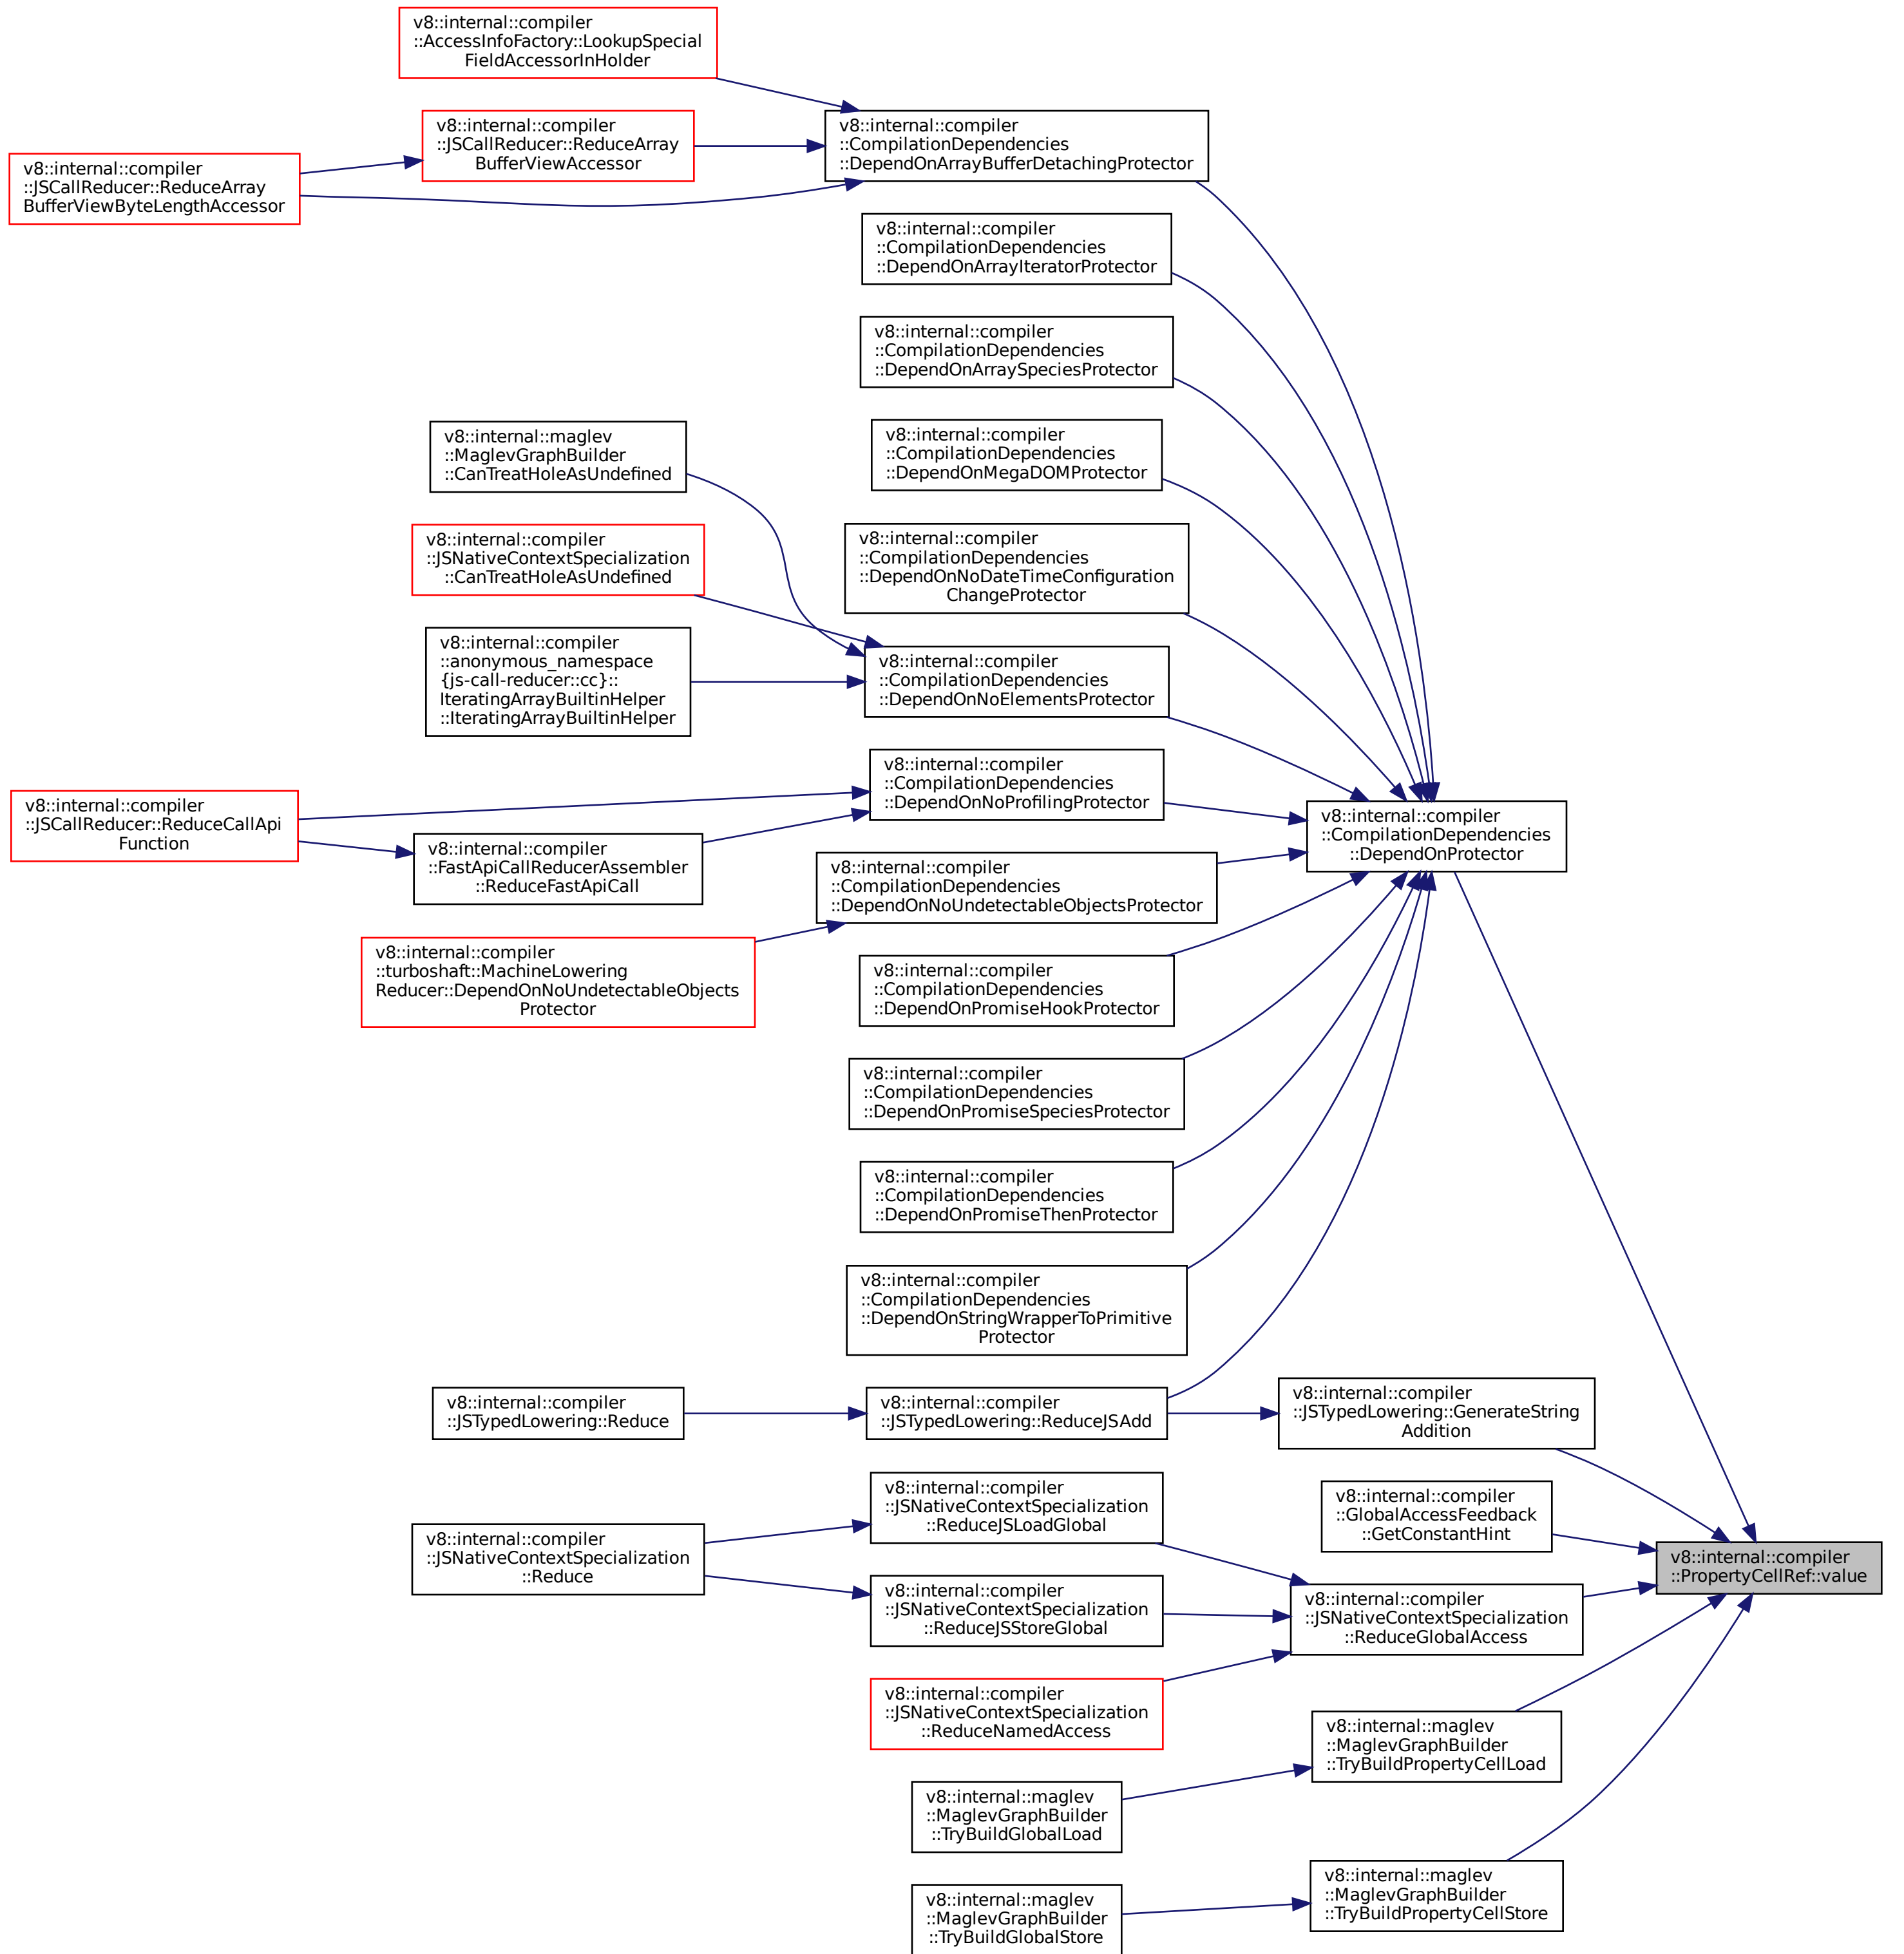 v8::internal::compiler
::AccessInfoFactory::LookupSpecial
FieldAccessorInHolder
v8::internal::compiler
::JSCallReducer::ReduceArray
BufferViewAccessor
v8::internal::compiler
::CompilationDependencies
::DependOnArrayBufferDetachingProtector
v8::internal::compiler
::JSCallReducer::ReduceArray
BufferViewByteLengthAccessor
v8::internal::compiler
::CompilationDependencies
::DependOnArrayIteratorProtector
v8::internal::compiler
::CompilationDependencies
::DependOnArraySpeciesProtector
v8::internal::compiler
::CompilationDependencies
::DependOnMegaDOMProtector
v8::internal::maglev
::MaglevGraphBuilder
::CanTreatHoleAsUndefined
v8::internal::compiler
::JSNativeContextSpecialization
::CanTreatHoleAsUndefined
v8::internal::compiler
::CompilationDependencies
::DependOnNoDateTimeConfiguration
ChangeProtector
v8::internal::compiler
::anonymous_namespace
{js-call-reducer::cc}::
IteratingArrayBuiltinHelper
::IteratingArrayBuiltinHelper
v8::internal::compiler
::CompilationDependencies
::DependOnNoElementsProtector
v8::internal::compiler
::CompilationDependencies
::DependOnNoProfilingProtector
v8::internal::compiler
::JSCallReducer::ReduceCallApi
Function
v8::internal::compiler
::FastApiCallReducerAssembler
::ReduceFastApiCall
v8::internal::compiler
::CompilationDependencies
::DependOnProtector
v8::internal::compiler
::CompilationDependencies
::DependOnNoUndetectableObjectsProtector
v8::internal::compiler
::turboshaft::MachineLowering
Reducer::DependOnNoUndetectableObjects
Protector
v8::internal::compiler
::CompilationDependencies
::DependOnPromiseHookProtector
v8::internal::compiler
::CompilationDependencies
::DependOnPromiseSpeciesProtector
v8::internal::compiler
::CompilationDependencies
::DependOnPromiseThenProtector
v8::internal::compiler
::CompilationDependencies
::DependOnStringWrapperToPrimitive
Protector
v8::internal::compiler
::JSTypedLowering::Reduce
v8::internal::compiler
::JSTypedLowering::ReduceJSAdd
v8::internal::compiler
::JSTypedLowering::GenerateString
Addition
v8::internal::compiler
::JSNativeContextSpecialization
::ReduceJSLoadGlobal
v8::internal::compiler
::GlobalAccessFeedback
::GetConstantHint
v8::internal::compiler
::JSNativeContextSpecialization
::Reduce
v8::internal::compiler
::PropertyCellRef::value
v8::internal::compiler
::JSNativeContextSpecialization
::ReduceJSStoreGlobal
v8::internal::compiler
::JSNativeContextSpecialization
::ReduceGlobalAccess
v8::internal::compiler
::JSNativeContextSpecialization
::ReduceNamedAccess
v8::internal::maglev
::MaglevGraphBuilder
::TryBuildPropertyCellLoad
v8::internal::maglev
::MaglevGraphBuilder
::TryBuildGlobalLoad
v8::internal::maglev
::MaglevGraphBuilder
::TryBuildPropertyCellStore
v8::internal::maglev
::MaglevGraphBuilder
::TryBuildGlobalStore